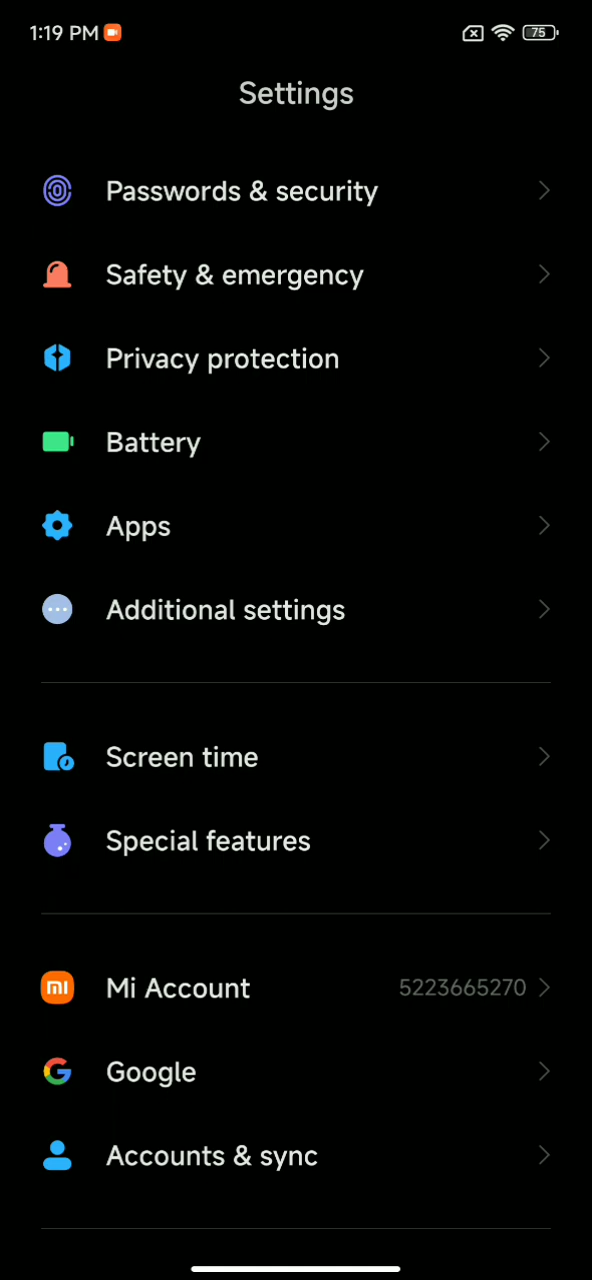 1:19 PM
75
Settings
Passwords & security
Safety & emergency
Privacy protection
Battery
Apps
Additional settings
Screen time
Special features
Mi Account 5223665270
Google
Accounts & sync